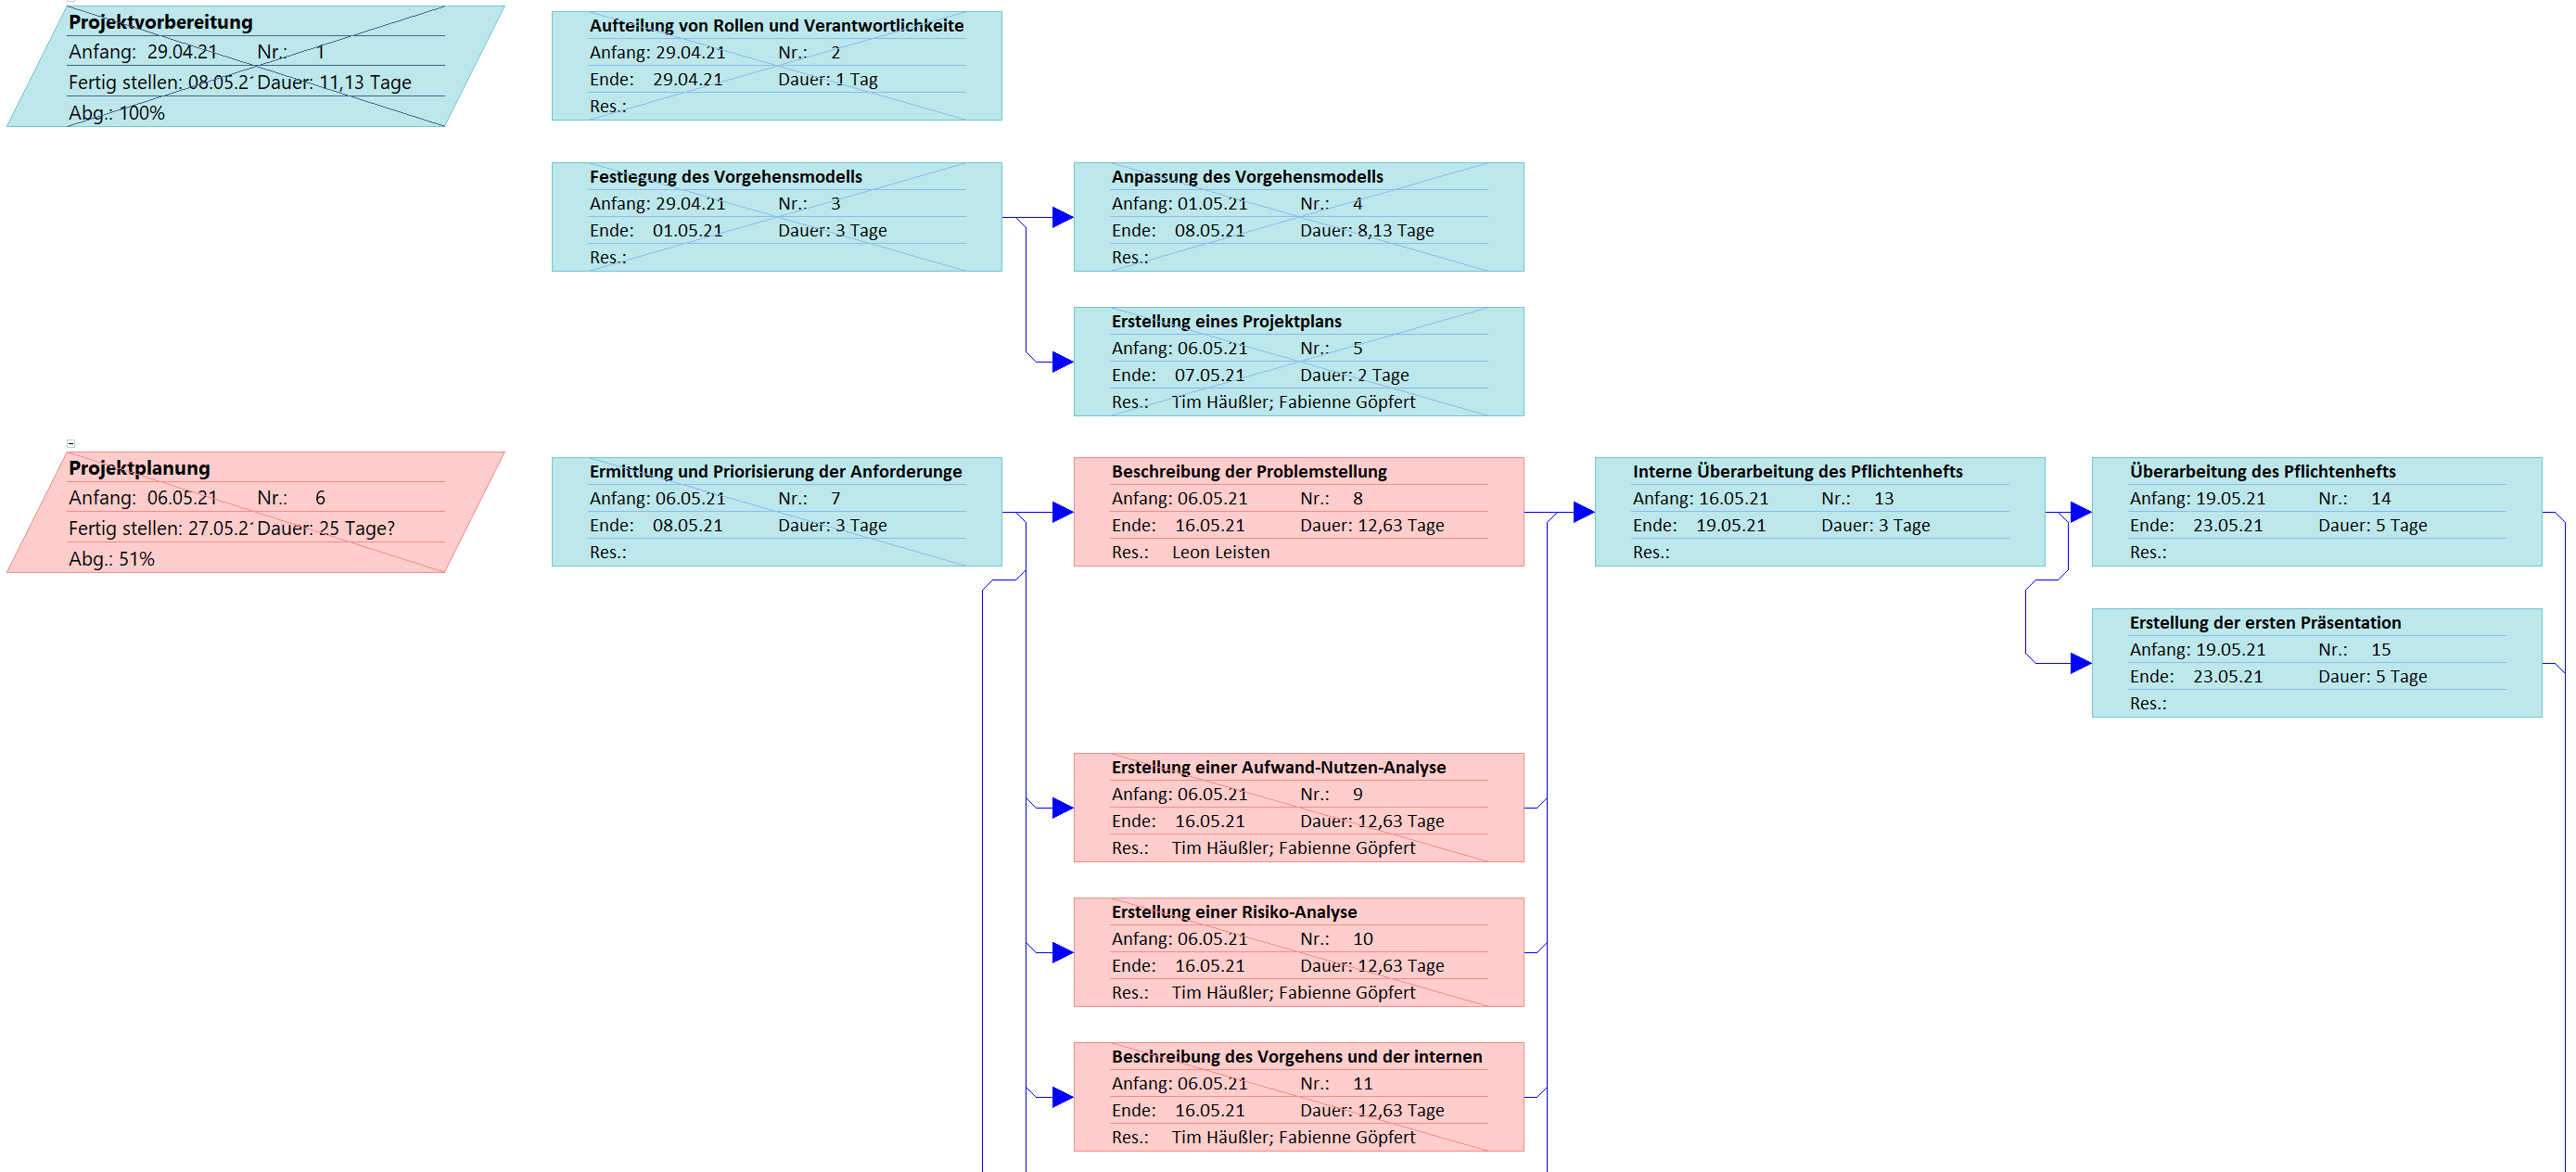 Projektvorbereitung
Anfang: 29.04.21 Nr.: 1
Fertig stellen: 08.05.2 Dauer: 11,13 Tage
Abg.: 100%
Aufteilung von Rollen und Verantwortlichkeite
Anfang: 29.04.21 Nr.: 2
Ende: 29.04.21 Dauer: 1 Tag
Res.:
Festlegung des Vorgehensmodells
Anfang: 29.04.21 Nr.: 3
Ende: 01.05.21 Dauer: 3 Tage
Res.:
Anpassung des Vorgehensmodells
Anfang: 01.05.21 Nr.: 4
Ende: 08.05.21 Dauer: 8,13 Tage
Res.:
Erstellung eines Projektplans
Anfang: 06.05.21 Nr.: 5
Ende: 07.05.21 Dauer: 2 Tage
Res.: Tim Häußler; Fabienne Göpfert
Projektplanung
Anfang: 06.05.21 Nr.: 6
Fertig stellen: 27.05.2 Dauer: 25 Tage?
Abg.: 51%
Ermittlung und Priorisierung der Anforderunge
Anfang: 06.05.21 Nr.: 7
Ende: 08.05.21 Dauer: 3 Tage
Res.:
Beschreibung der Problemstellung
Anfang: 06.05.21 Nr.: 8
Ende: 16.05.21 Dauer: 12,63 Tage
Res.: Leon Leisten
Interne Überarbeitung des Pflichtenhefts
Anfang: 16.05.21 Nr.: 13
Ende: 19.05.21 Dauer: 3 Tage
Res.:
Überarbeitung des Pflichtenhefts
Anfang: 19.05.21 Nr.: 14
Ende: 23.05.21 Dauer: 5 Tage
Res.:
Erstellung der ersten Präsentation
Anfang: 19.05.21 Nr.: 15
Ende: 23.05.21 Dauer: 5 Tage
Res.:
Erstellung einer Aufwand-Nutzen-Analyse
Anfang: 06.05.21 Nr.: 9
Ende: 16.05.21 Dauer: 12,63 Tage
Res.: Tim Häußler; Fabienne Göpfert
Erstellung einer Risiko-Analyse
Anfang: 06.05.21 Nr.: 10
Ende: 16.05.21 Dauer: 12,63 Tage
Res.: Tim Häußler; Fabienne Göpfert
Beschreibung des Vorgehens und der internen
Anfang: 06.05.21 Nr.: 11
Ende: 16.05.21 Dauer: 12,63 Tage
Res.: Tim Häußler; Fabienne Göpfert